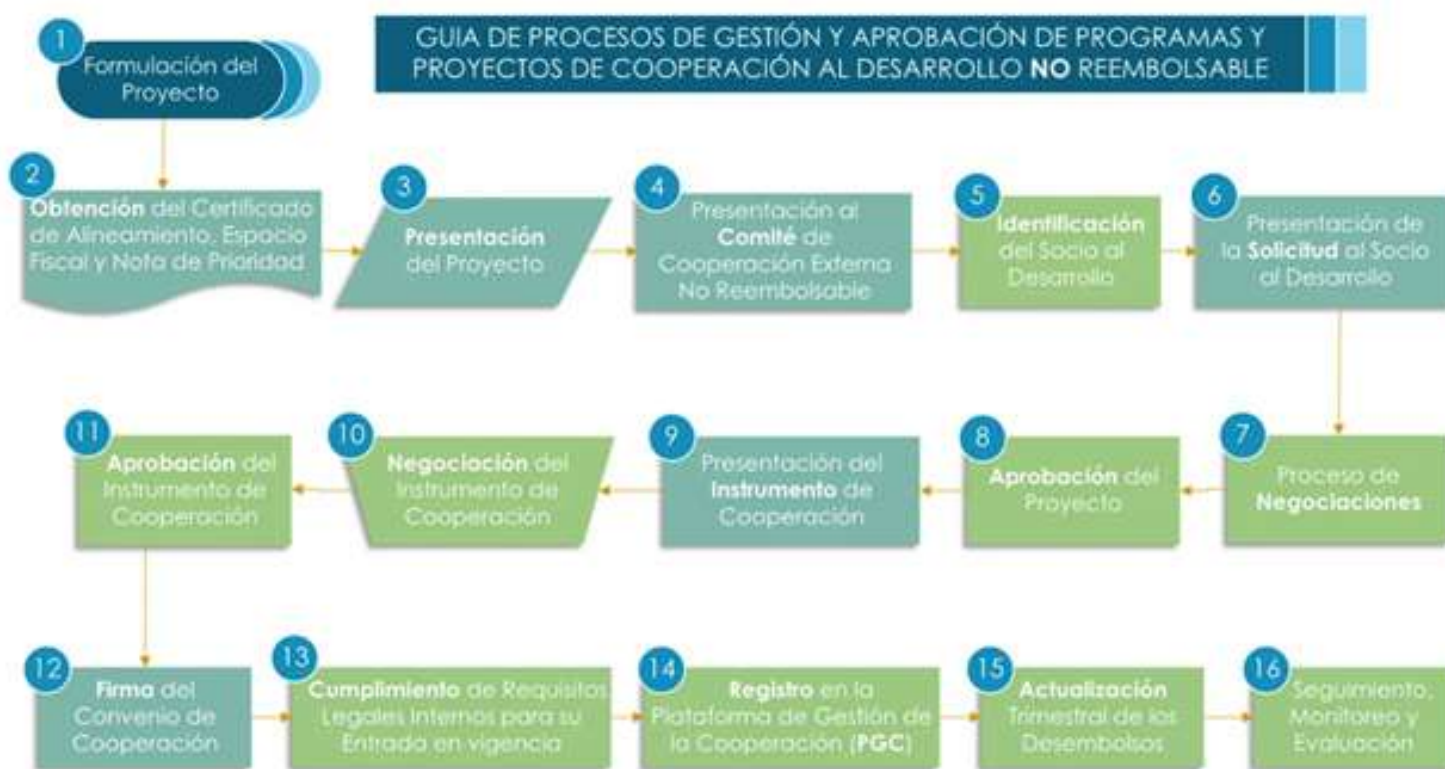 GUIA DE PROCESOS DE GESTIÓN Y APROBACIÓN DE PROGRAMAS Y
PROYECTOS DE COOPERACIÓN AL DESARROLLO NO REEMBOLSABLE
1
Formulación del
Proyecto
2
Obtención del Certificado
de Alineamiento, Espacio
Fiscal y Nota de Prioridad
3
Presentación
del Proyecto
4
Presentación al
Comité de
Cooperación Externa
No Reembolsable
5
Identificación
del Socio al
Desarrollo
6
Presentación de
la Solicitud al Socio
al Desarrollo
7
Proceso de
Negociaciones
8
Aprobación del
Proyecto
9
Presentación del
Instrumento de
Cooperación
10
Negociación del
Instrumento de
Cooperación
11
Aprobación del
Instrumento de
Cooperación
12
Firma del
Convenio de
Cooperación
13
Cumplimiento de Requisitos
Legales Internos para su
Entrada en vigencia
14
Registro en la
Plataforma de Gestión de
la Cooperación (PGC)
15
Actualización
Trimestral de los
Desembolsos
16
Seguimiento,
Monitoreo y
Evaluación